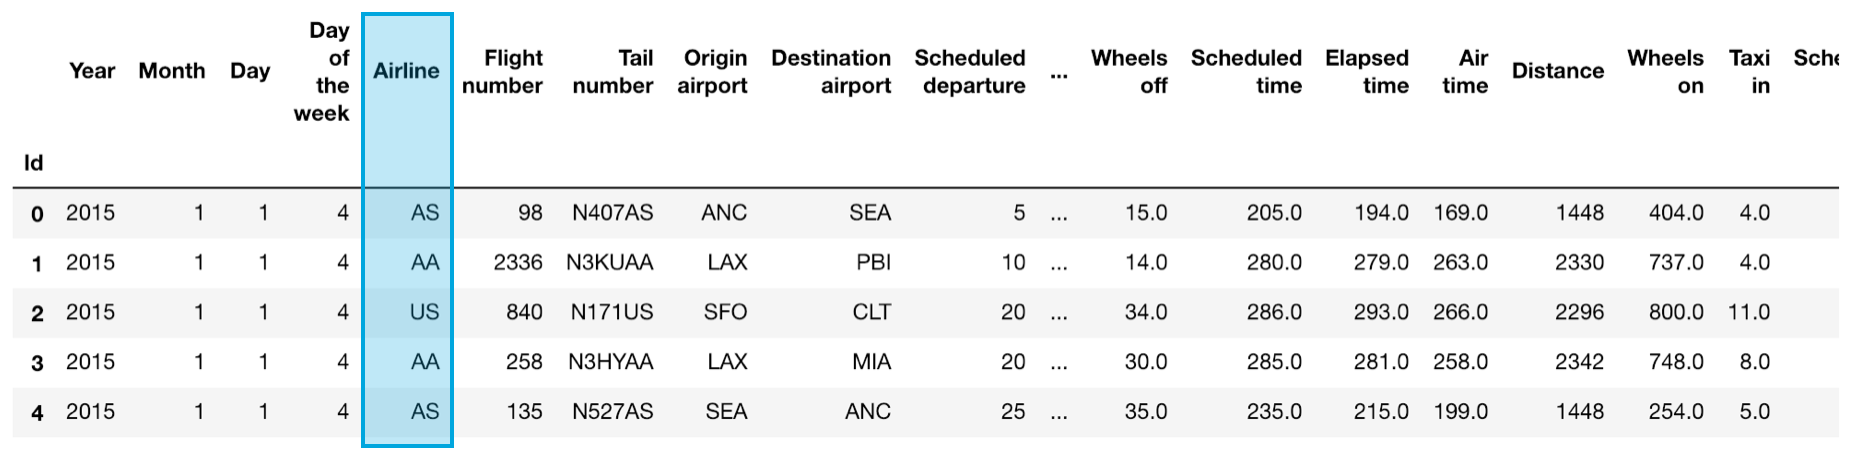 Year Month Day Day of the week Airline Flight number Tail number Origin airport Destination airport Scheduled departure ... Wheels off Scheduled time Elapsed time Air time Distance Wheels on Taxi in Sche
Id
0 2015 1 1 4 AS 98 N407AS ANC SEA 5 ... 15.0 205.0 194.0 169.0 1448 404.0 4.0
1 2015 1 1 4 AA 2336 N3KUAA LAX PBI 10 ... 14.0 280.0 279.0 263.0 2330 737.0 4.0
2 2015 1 1 4 US 840 N171US SFO CLT 20 ... 34.0 286.0 293.0 266.0 2296 800.0 11.0
3 2015 1 1 4 AA 258 N3HYAA LAX MIA 20 ... 30.0 285.0 281.0 258.0 2342 748.0 8.0
4 2015 1 1 4 AS 135 N527AS SEA ANC 25 ... 35.0 235.0 215.0 199.0 1448 254.0 5.0